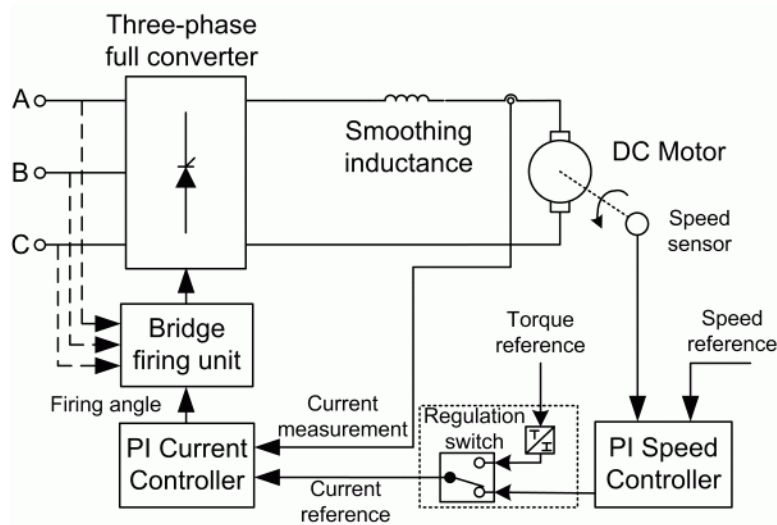 Three-phase
full converter
A
B
C
Smoothing
inductance
DC Motor
Speed
sensor
Bridge
firing unit
Torque
reference
Speed
reference
Firing angle
Current
measurement
Regulation
switch
T
I
PI Current
Controller
PI Speed
Controller
Current
reference